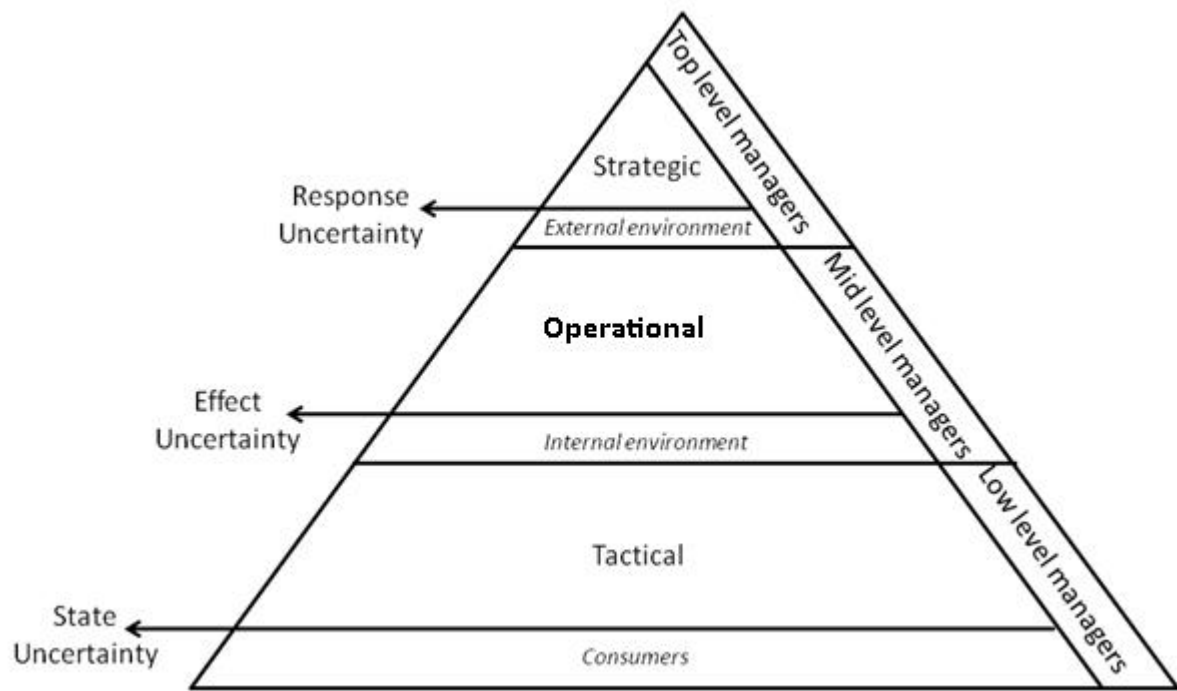 Top level managers
Strategic
Response
Uncertainty
External environment
Mid level managers
Operational
Effect
Uncertainty
Internal environment
Low level managers
Tactical
State
Uncertainty
Consumers